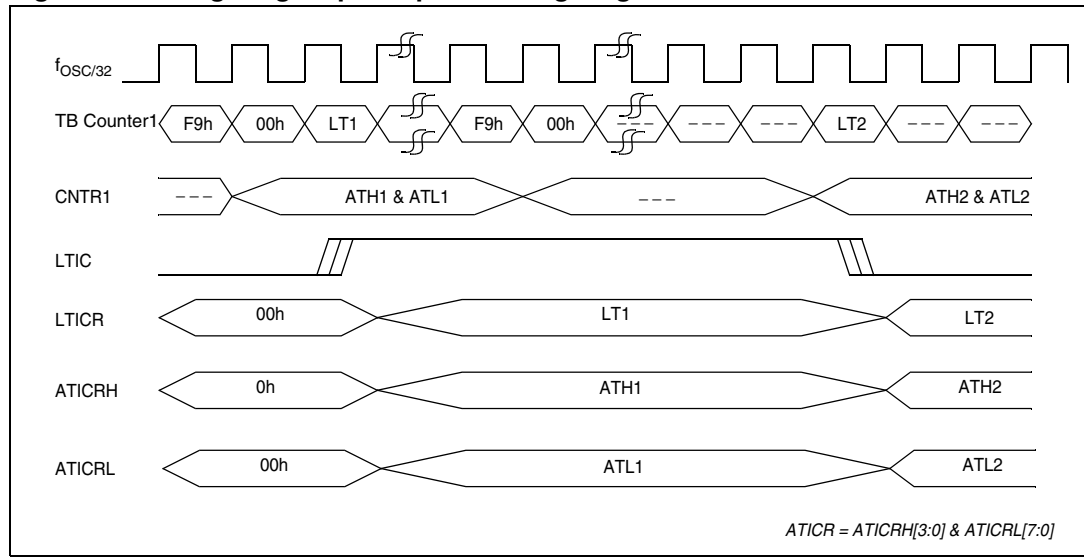 fOSC/32
TB Counter1 F9h 00h LT1 F9h 00h --- --- --- LT2 --- ---
CNTR1 --- ATH1 & ATL1 --- ATH2 & ATL2
LTIC
LTICR 00h LT1 LT2
ATICRH 0h ATH1 ATH2
ATICRL 00h ATL1 ATL2
ATICR = ATICRH[3:0] & ATICRL[7:0]